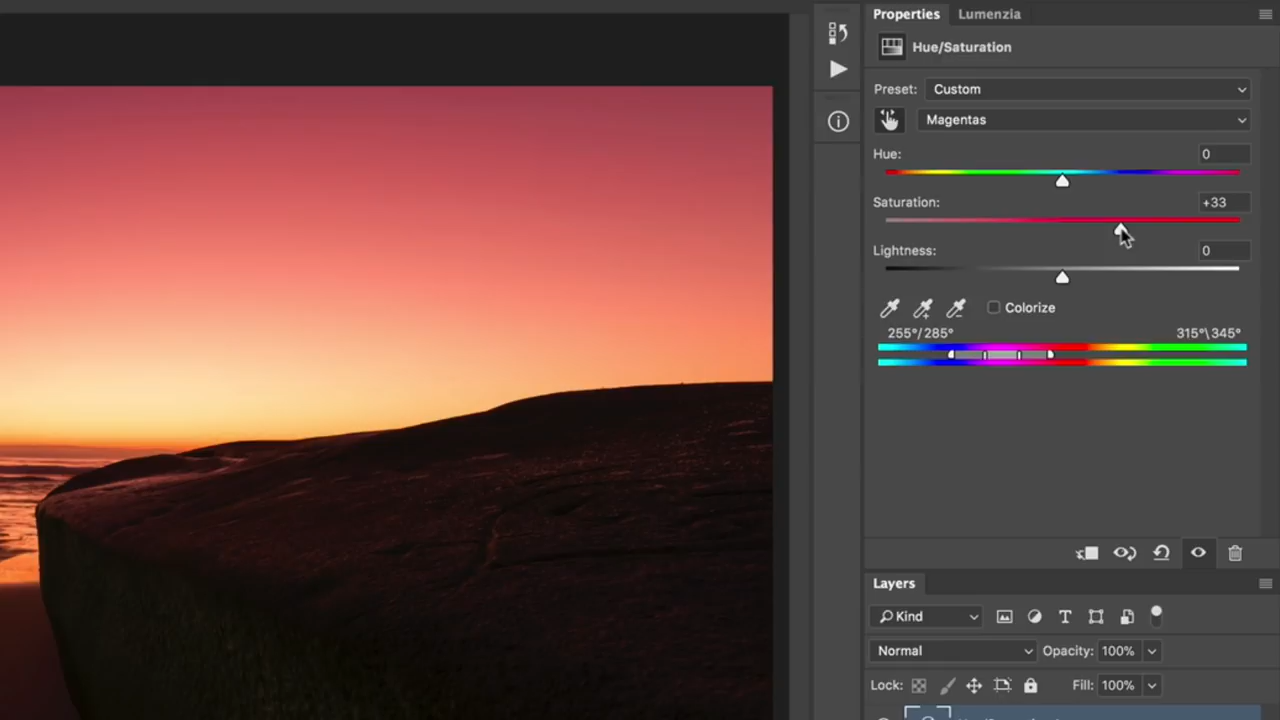 Properties Lumenzia
Hue/Saturation
Preset: Custom
Magentas
Hue: 0
Saturation: +33
Lightness: 0
Colorize
255°/285° 315°\345°
Layers
Kind
Normal Opacity: 100%
Lock: Fill: 100%